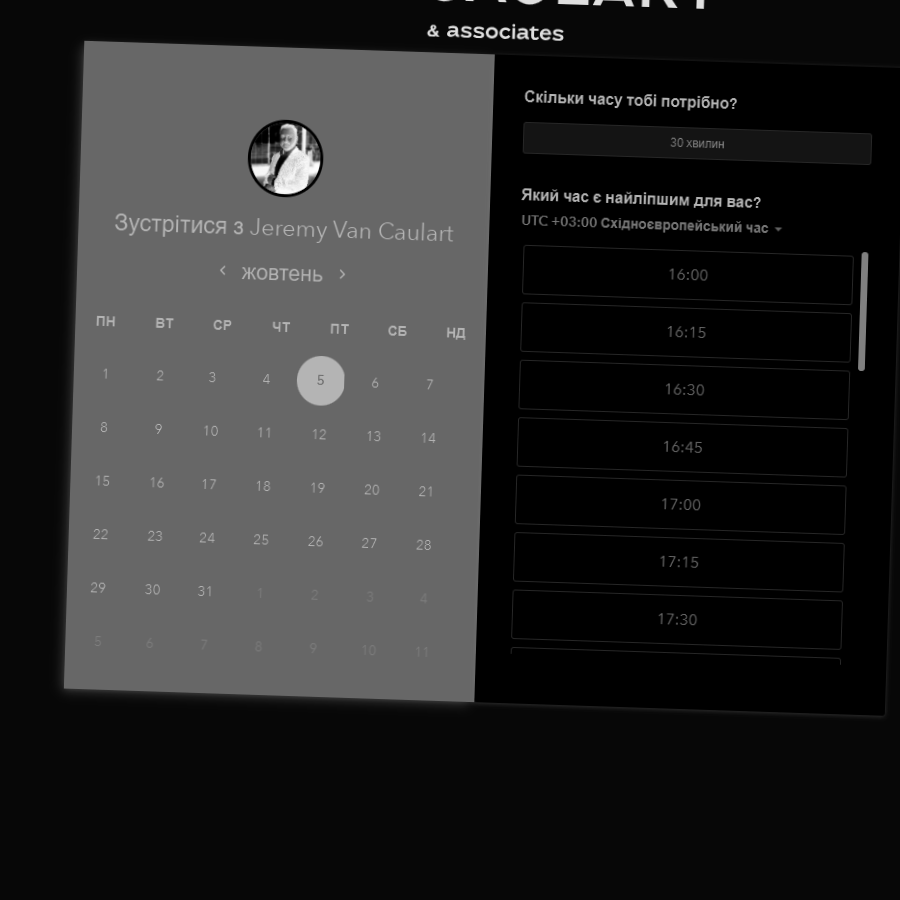 & associates
Зустрітися з Jeremy Van Caulart
‹ жовтень ›
ПН ВТ СР ЧТ ПТ СБ НД
1 2 3 4 5 6 7
8 9 10 11 12 13 14
15 16 17 18 19 20 21
22 23 24 25 26 27 28
29 30 31 1 2 3 4
5 6 7 8 9 10 11
Скільки часу тобі потрібно?
30 хвилин
Який час є найліпшим для вас?
UTC +03:00 Східноєвропейський час
16:00
16:15
16:30
16:45
17:00
17:15
17:30